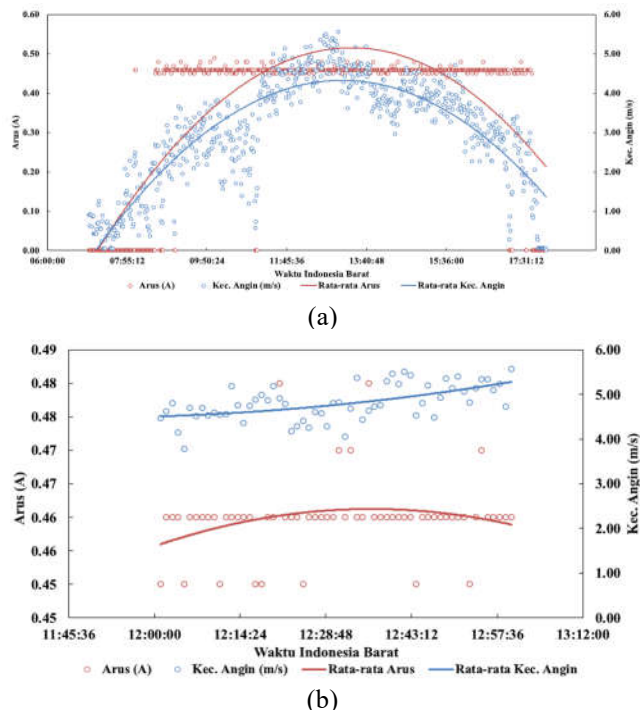 0.60
0.50
0.40
0.30
0.20
0.10
0.00
Arus (A)
6.00
5.00
4.00
3.00
2.00
1.00
0.00
Kec. Angin (m/s)
06:00:00 07:55:12 09:50:24 11:45:36 13:40:48 15:36:00 17:31:12
Waktu Indonesia Barat
Arus (A) Kec. Angin (m/s) Rata-rata Arus Rata-rata Kec. Angin
(a)
0.49
0.48
0.48
0.47
0.47
0.46
0.46
0.45
0.45
Arus (A)
6.00
5.00
4.00
3.00
2.00
1.00
0.00
Kec. Angin (m/s)
11:45:36 12:00:00 12:14:24 12:28:48 12:43:12 12:57:36 13:12:00
Waktu Indonesia Barat
Arus (A) Kec. Angin (m/s) Rata-rata Arus Rata-rata Kec. Angin
(b)